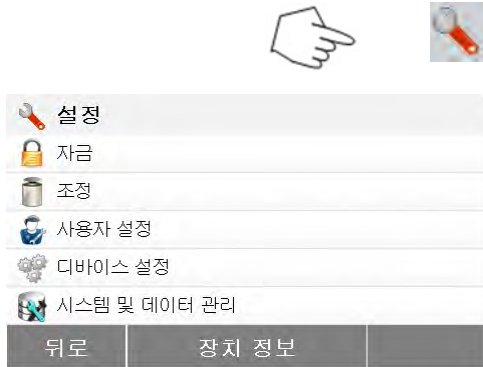 설정
자금
조정
사용자 설정
디바이스 설정
시스템 및 데이터 관리
뒤로 장치 정보